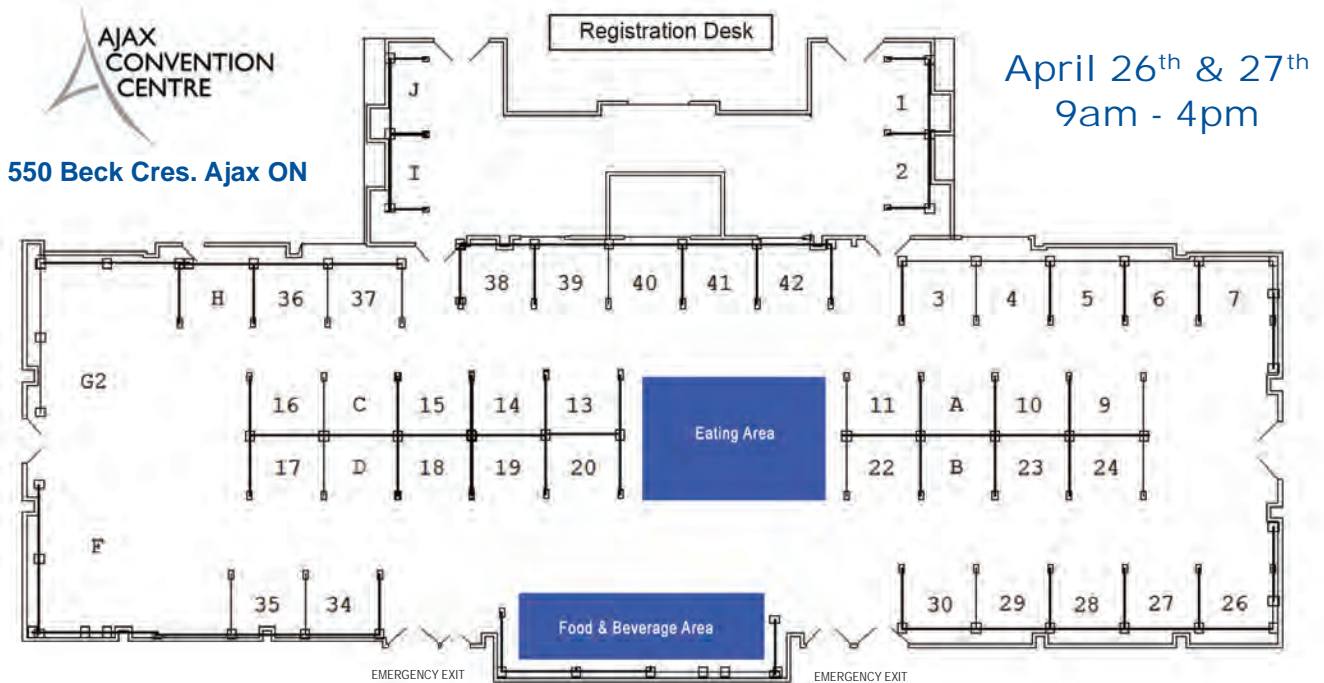 AJAX
CONVENTION
CENTRE
550 Beck Cres. Ajax ON
Registration Desk
April 26th & 27th
9am - 4pm
J
1
I
2
H 36 37
38 39 40 41 42
3 4 5 6 7
G2
16 C 15 14 13
17 D 18 19 20
Eating Area
11 A 10 9
22 B 23 24
F
35 34
Food & Beverage Area
30 29 28 27 26
EMERGENCY EXIT
EMERGENCY EXIT